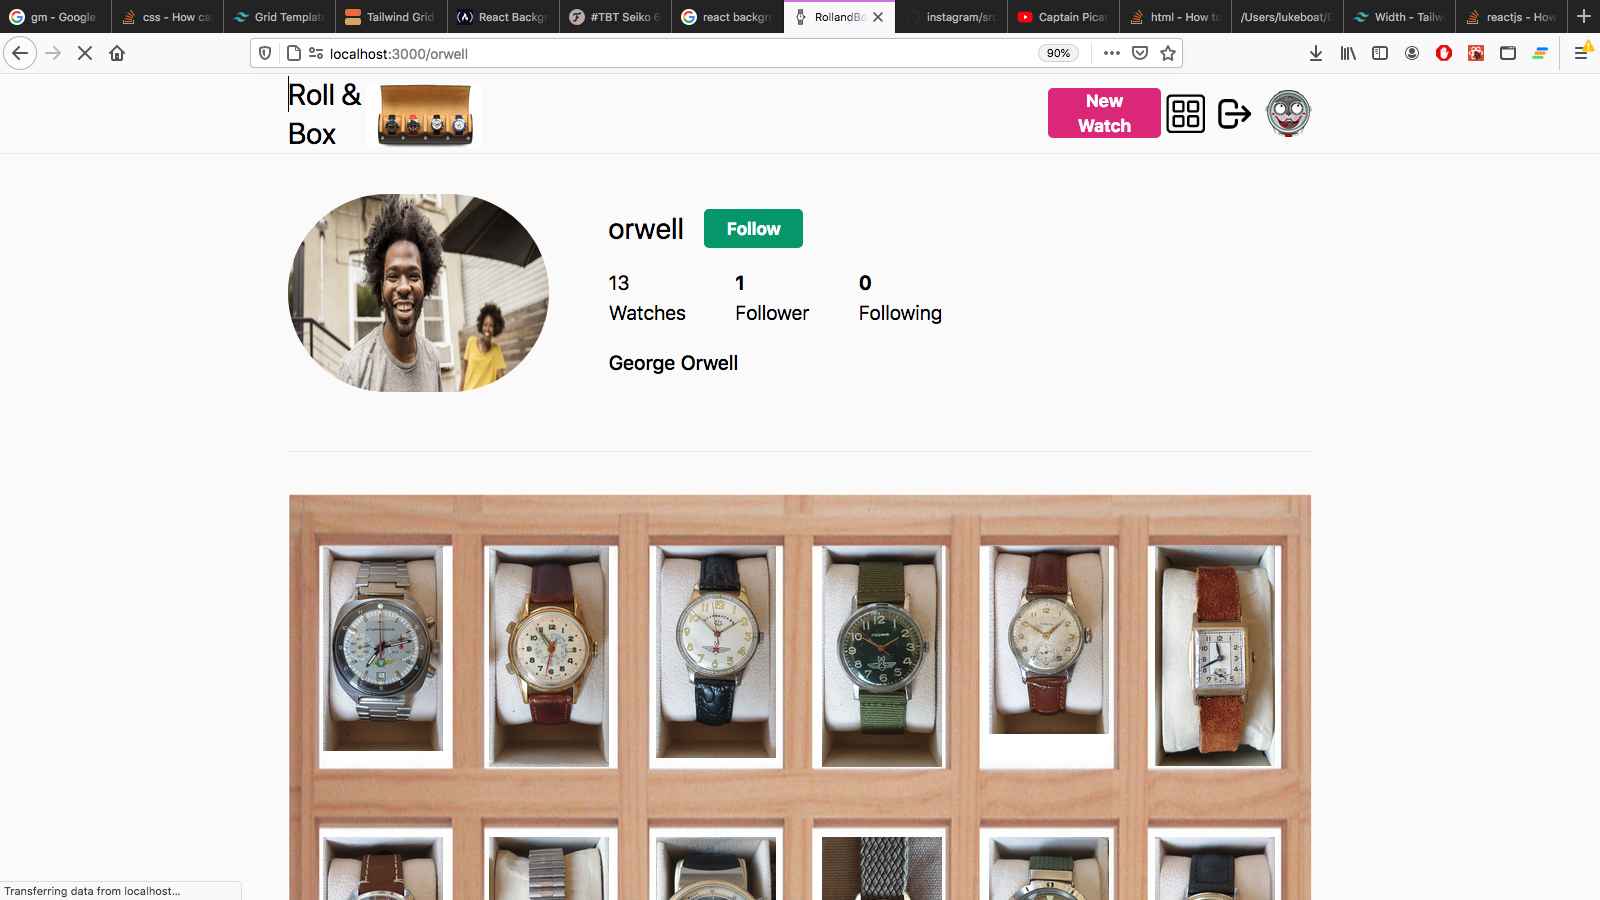 gm - Google
css - How ca
Grid Templat
Tailwind Grid
React Backgr
#TBT Seiko 6
react backgr
RollandBo
instagram/src
Captain Picar
html - How to
/Users/lukeboat/D
Width - Tailw
reactjs - How
localhost:3000/orwell
90%
Roll &
Box
New
Watch
orwell
Follow
13
Watches
1
Follower
0
Following
George Orwell
Transferring data from localhost...